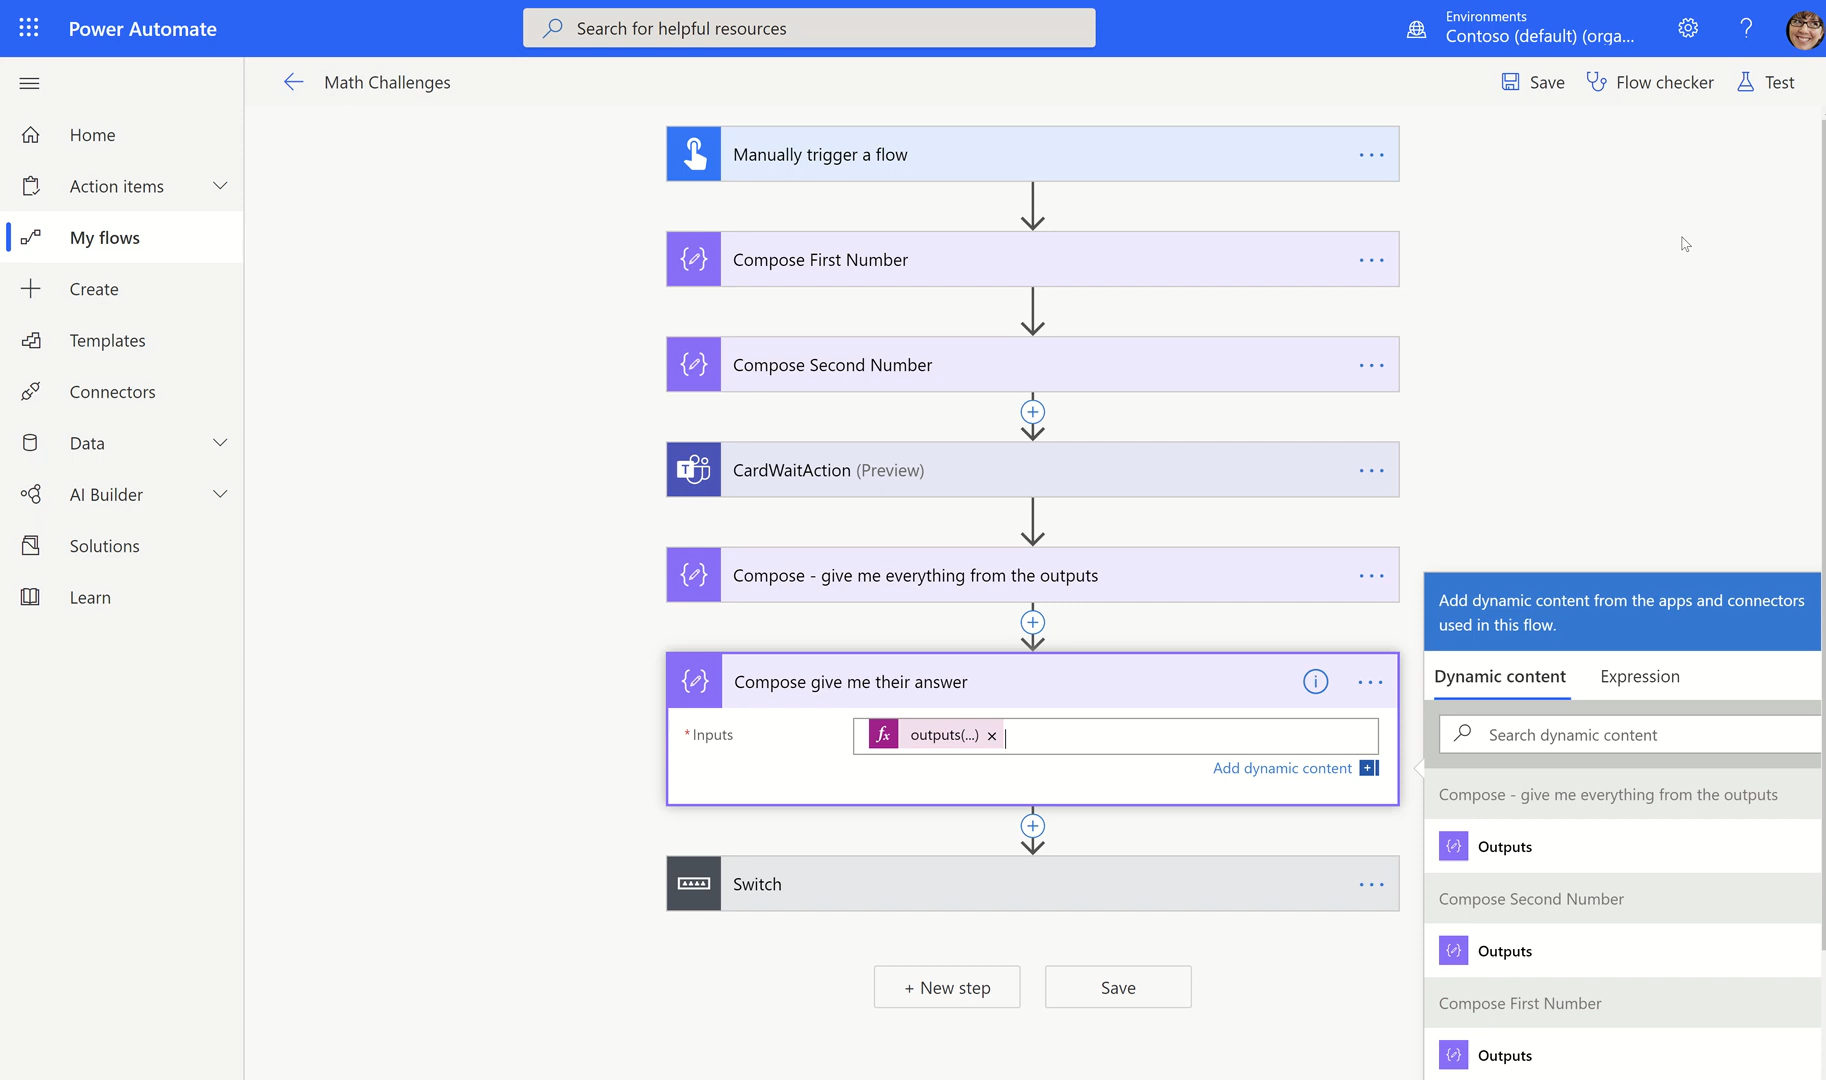 Power Automate
Search for helpful resources
Environments
Contoso (default) (orga...
?
Math Challenges
Save
Flow checker
Test
Home
Action items
My flows
Create
Templates
Connectors
Data
AI Builder
Solutions
Learn
Manually trigger a flow
Compose First Number
Compose Second Number
CardWaitAction (Preview)
Compose - give me everything from the outputs
Compose give me their answer
* Inputs
fx outputs(...) ×
Add dynamic content
Switch
+ New step
Save
Add dynamic content from the apps and connectors
used in this flow.
Dynamic content
Expression
Search dynamic content
Compose - give me everything from the outputs
Outputs
Compose Second Number
Outputs
Compose First Number
Outputs